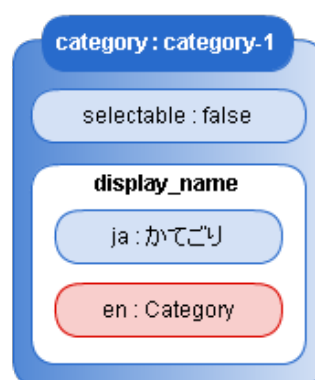 category : category-1
selectable : false
display_name
ja : かてごり
en : Category